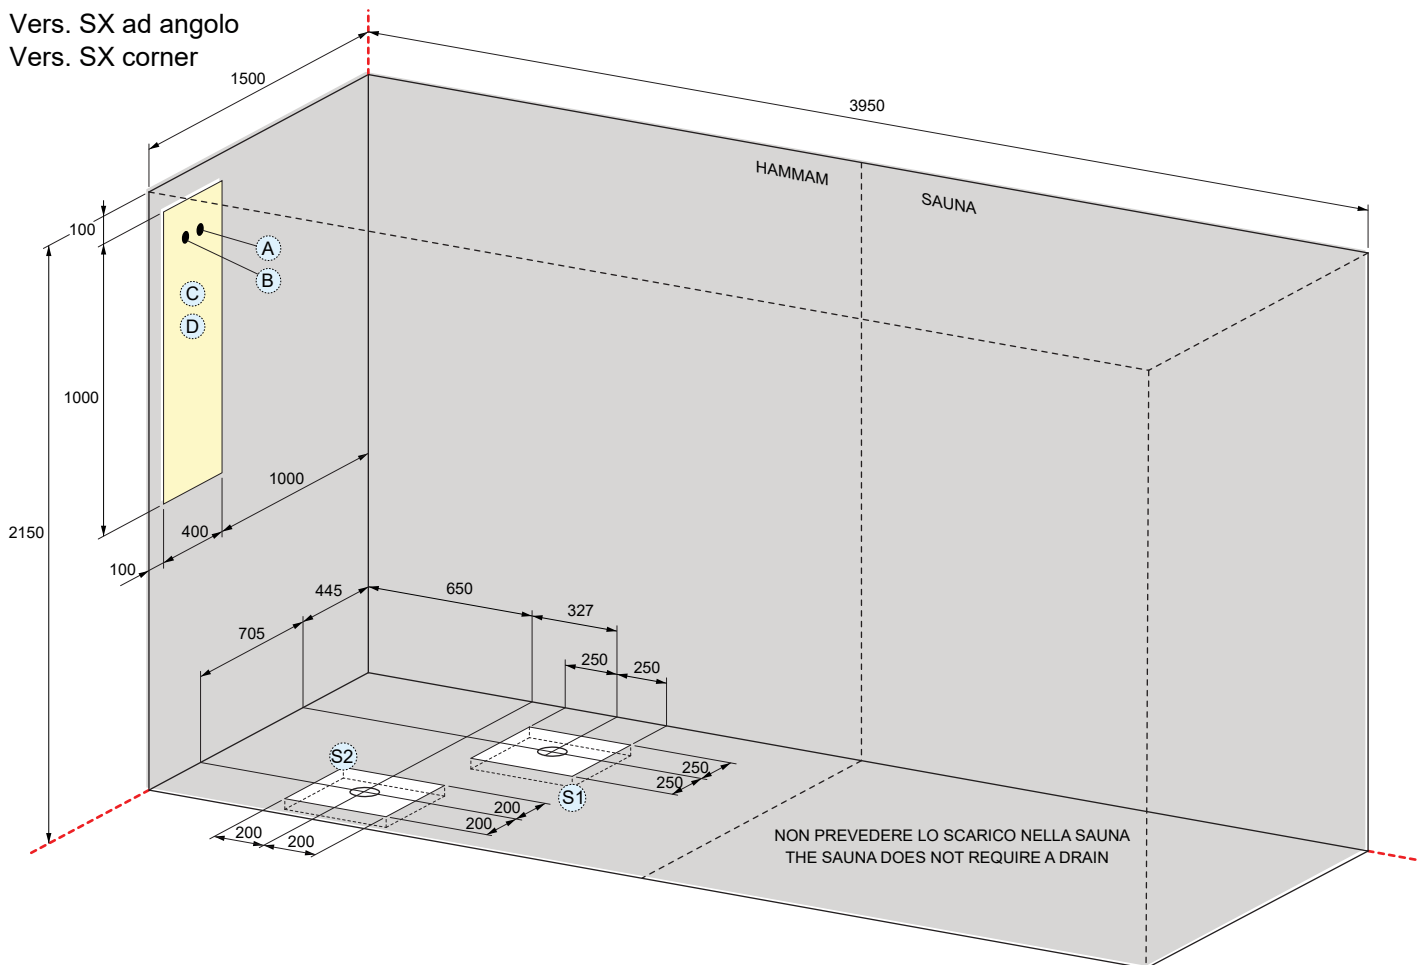 Vers. SX ad angolo
Vers. SX corner
1500
3950
HAMMAM
SAUNA
100
A
B
C
D
1000
1000
2150
400
100
445
650
327
705
250
250
S2
250
250
S1
200
200
200
200
NON PREVEDERE LO SCARICO NELLA SAUNA
THE SAUNA DOES NOT REQUIRE A DRAIN